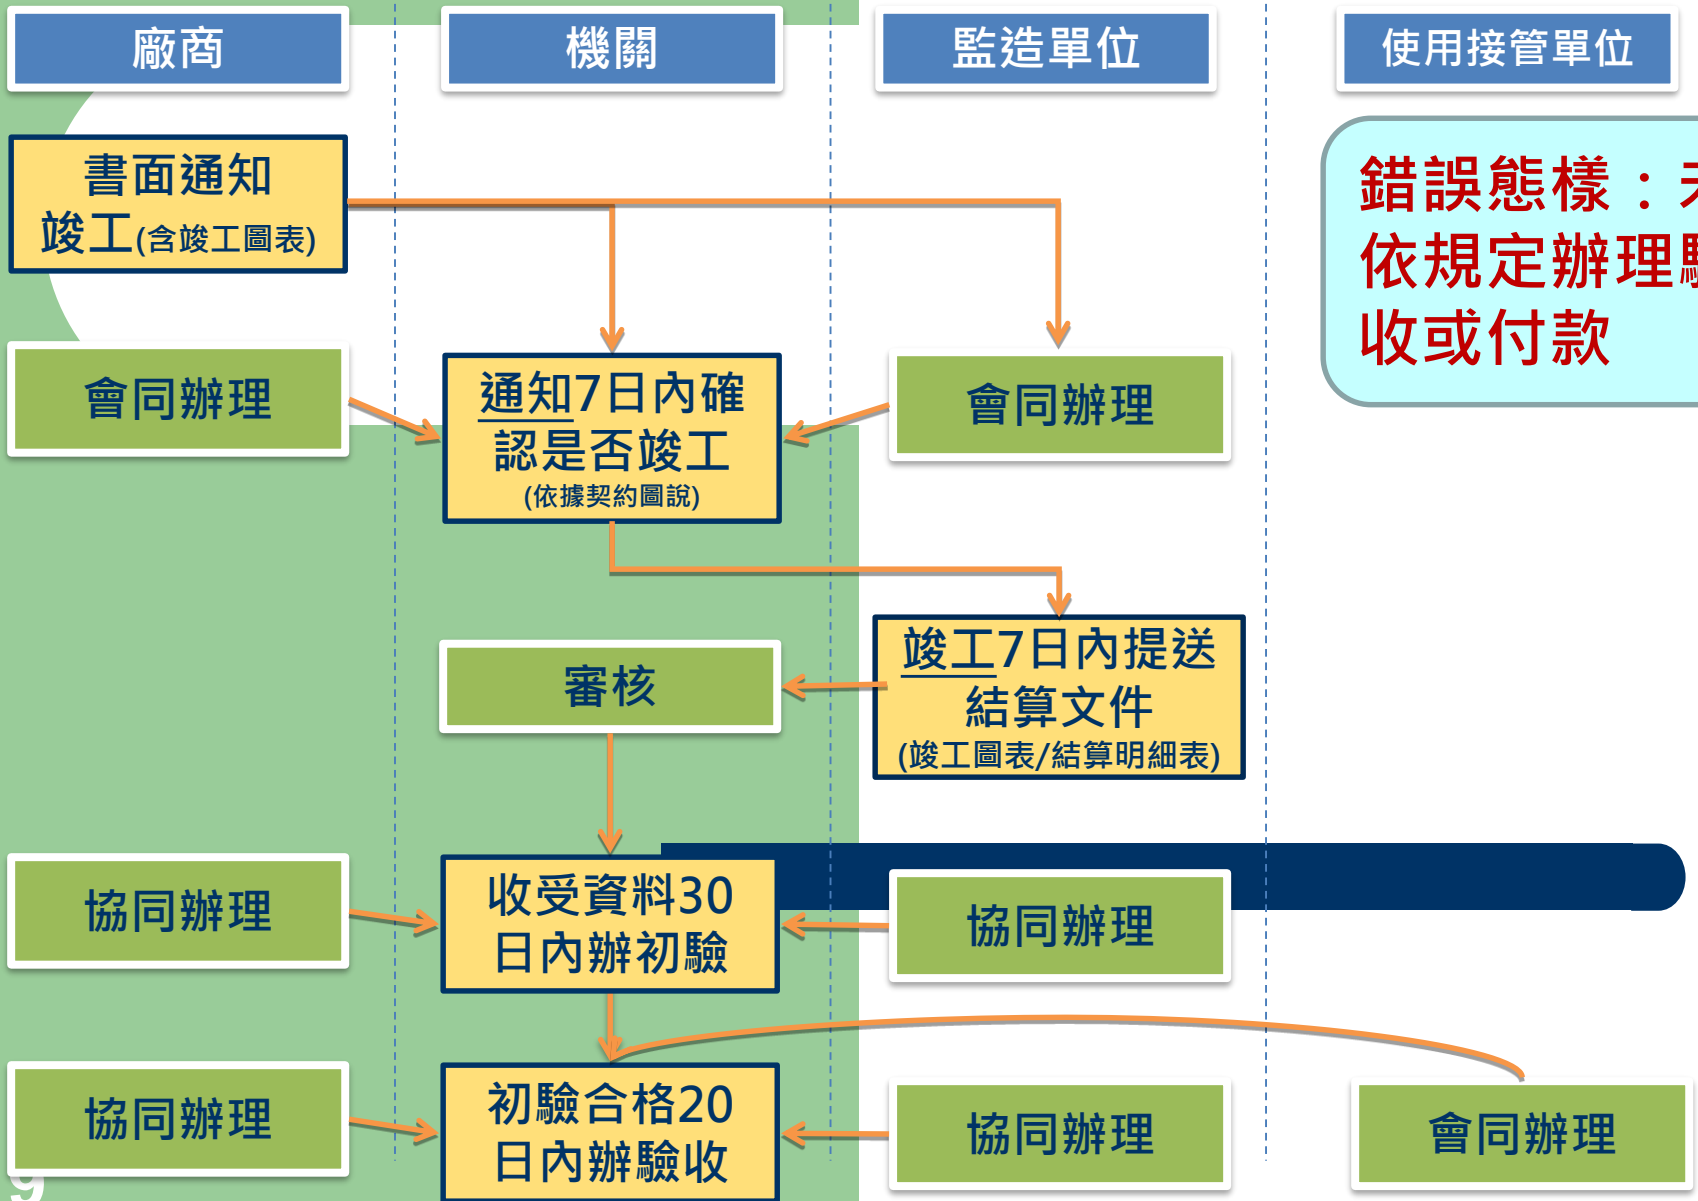 廠商
機關
監造單位
使用接管單位
書面通知
竣工(含竣工圖表)
錯誤態樣：未
依規定辦理驗
收或付款
會同辦理
通知7日內確
認是否竣工
(依據契約圖說)
會同辦理
審核
竣工7日內提送
結算文件
(竣工圖表/結算明細表)
協同辦理
收受資料30
日內辦初驗
協同辦理
協同辦理
初驗合格20
日內辦驗收
協同辦理
會同辦理
9